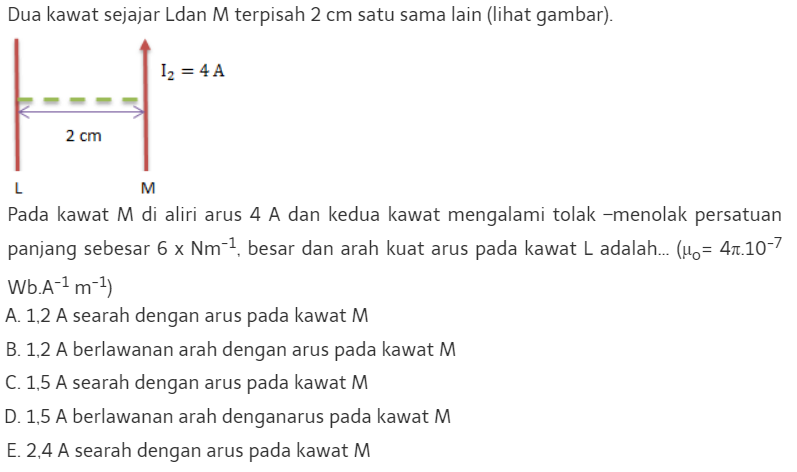 Dua kawat sejajar Ldan M terpisah 2 cm satu sama lain (lihat gambar).
I₂ = 4 A
2 cm
L M
Pada kawat M di aliri arus 4 A dan kedua kawat mengalami tolak –menolak persatuan
panjang sebesar 6 x Nm⁻¹, besar dan arah kuat arus pada kawat L adalah... (μ₀= 4π.10⁻⁷
Wb.A⁻¹ m⁻¹)
A. 1,2 A searah dengan arus pada kawat M
B. 1,2 A berlawanan arah dengan arus pada kawat M
C. 1,5 A searah dengan arus pada kawat M
D. 1,5 A berlawanan arah denganarus pada kawat M
E. 2,4 A searah dengan arus pada kawat M